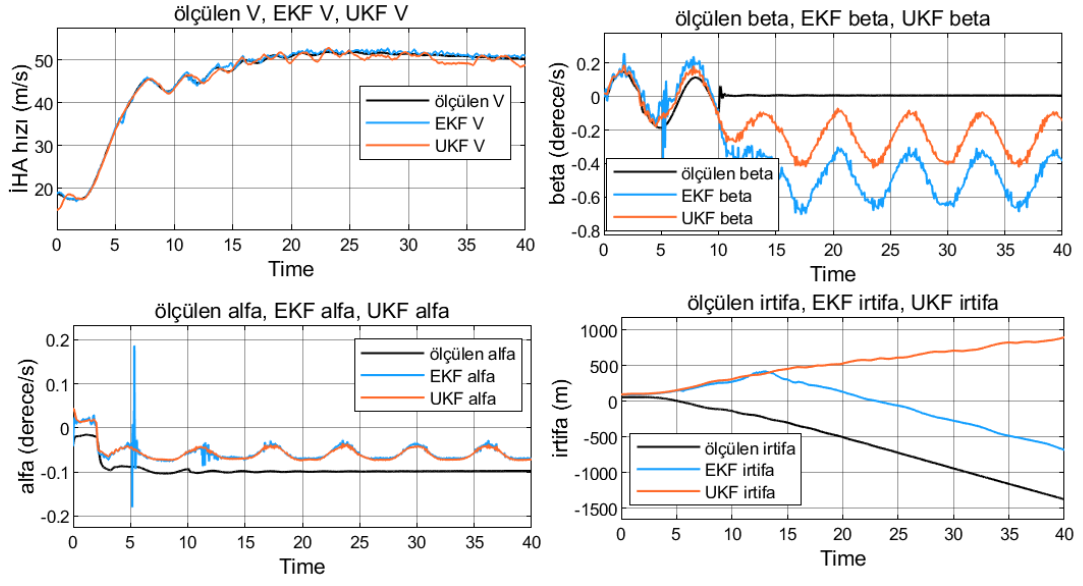 ölçülen V, EKF V, UKF V
İHA hızı (m/s)
50
40
30
20
ölçülen V
EKF V
UKF V
0
5
10
15
20
25
30
35
40
Time
ölçülen beta, EKF beta, UKF beta
beta (derece/s)
0.2
0
-0.2
-0.4
-0.6
-0.8
ölçülen beta
EKF beta
UKF beta
0
5
10
15
20
25
30
35
40
Time
ölçülen alfa, EKF alfa, UKF alfa
alfa (derece/s)
0.2
0.1
0
-0.1
-0.2
ölçülen alfa
EKF alfa
UKF alfa
0
5
10
15
20
25
30
35
40
Time
ölçülen irtifa, EKF irtifa, UKF irtifa
irtifa (m)
1000
500
0
-500
-1000
-1500
ölçülen irtifa
EKF irtifa
UKF irtifa
0
5
10
15
20
25
30
35
40
Time